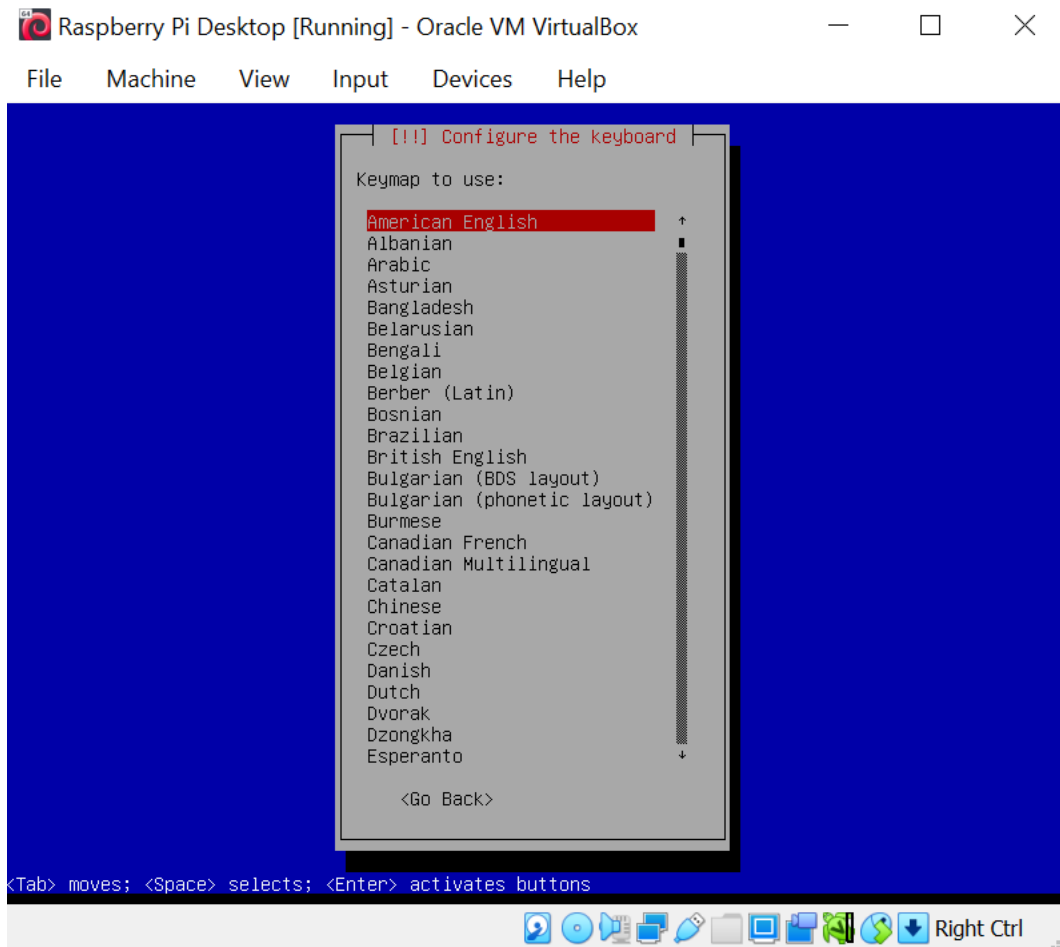 64
Raspberry Pi Desktop [Running] - Oracle VM VirtualBox
File Machine View Input Devices Help
[!!] Configure the keyboard
Keymap to use:
American English
Albanian
Arabic
Asturian
Bangladesh
Belarusian
Bengali
Belgian
Berber (Latin)
Bosnian
Brazilian
British English
Bulgarian (BDS layout)
Bulgarian (phonetic layout)
Burmese
Canadian French
Canadian Multilingual
Catalan
Chinese
Croatian
Czech
Danish
Dutch
Dvorak
Dzongkha
Esperanto
<Go Back>
<Tab> moves; <Space> selects; <Enter> activates buttons
Right Ctrl